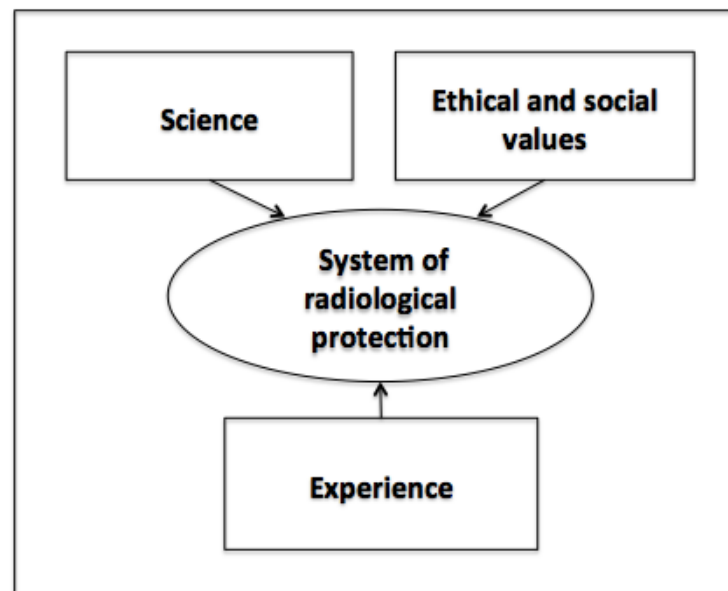 Science
Ethical and social
values
System of
radiological
protection
Experience